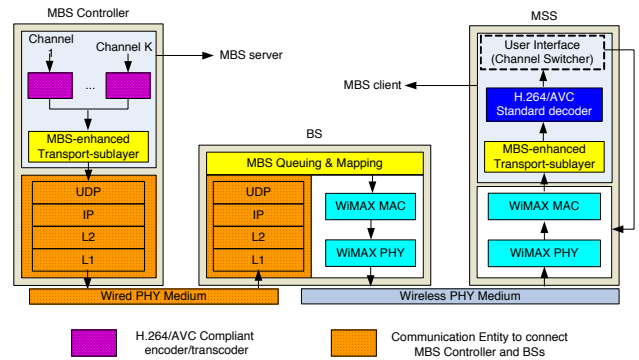 MBS Controller
Channel
1
Channel K
...
MBS-enhanced
Transport-sublayer
UDP
IP
L2
L1
MBS server
MBS client
BS
MBS Queuing & Mapping
UDP
IP
L2
L1
WiMAX MAC
WiMAX PHY
MSS
User Interface
(Channel Switcher)
H.264/AVC
Standard decoder
MBS-enhanced
Transport-sublayer
WiMAX MAC
WiMAX PHY
Wired PHY Medium
Wireless PHY Medium
H.264/AVC Compliant
encoder/transcoder
Communication Entity to connect
MBS Controller and BSs